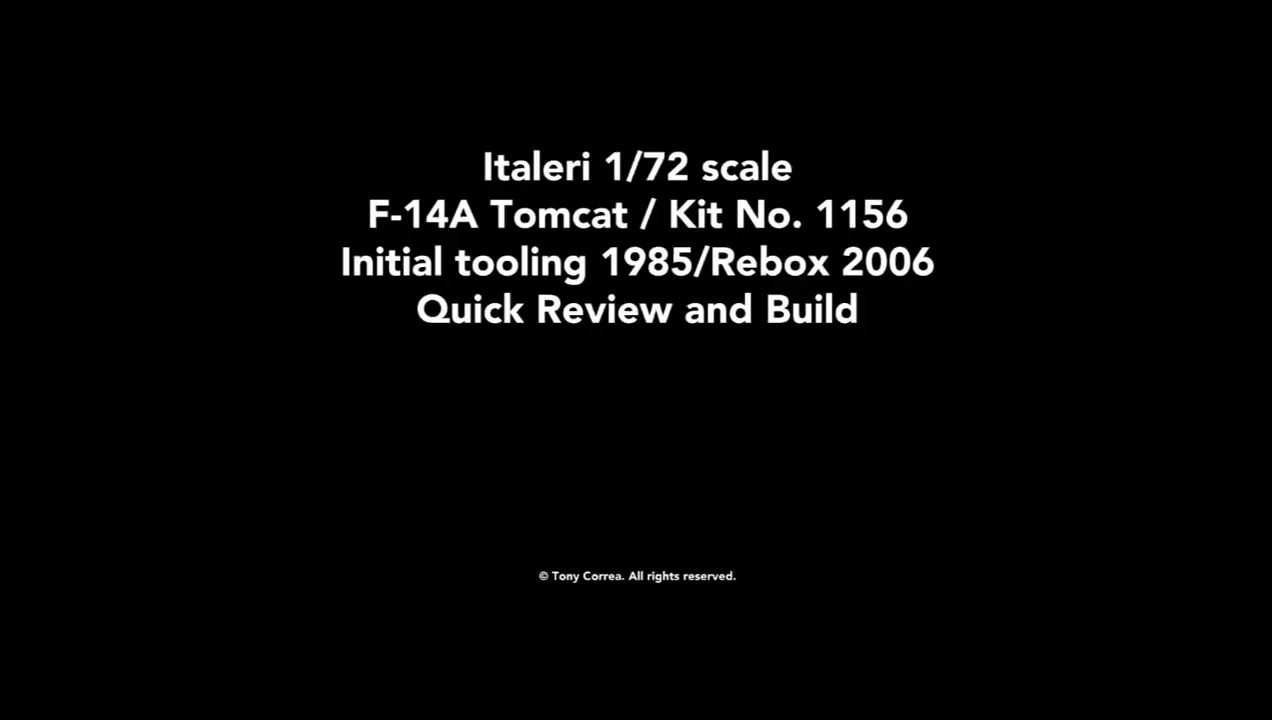 Italeri 1/72 scale
F-14A Tomcat / Kit No. 1156
Initial tooling 1985/Rebox 2006
Quick Review and Build
© Tony Correa. All rights reserved.